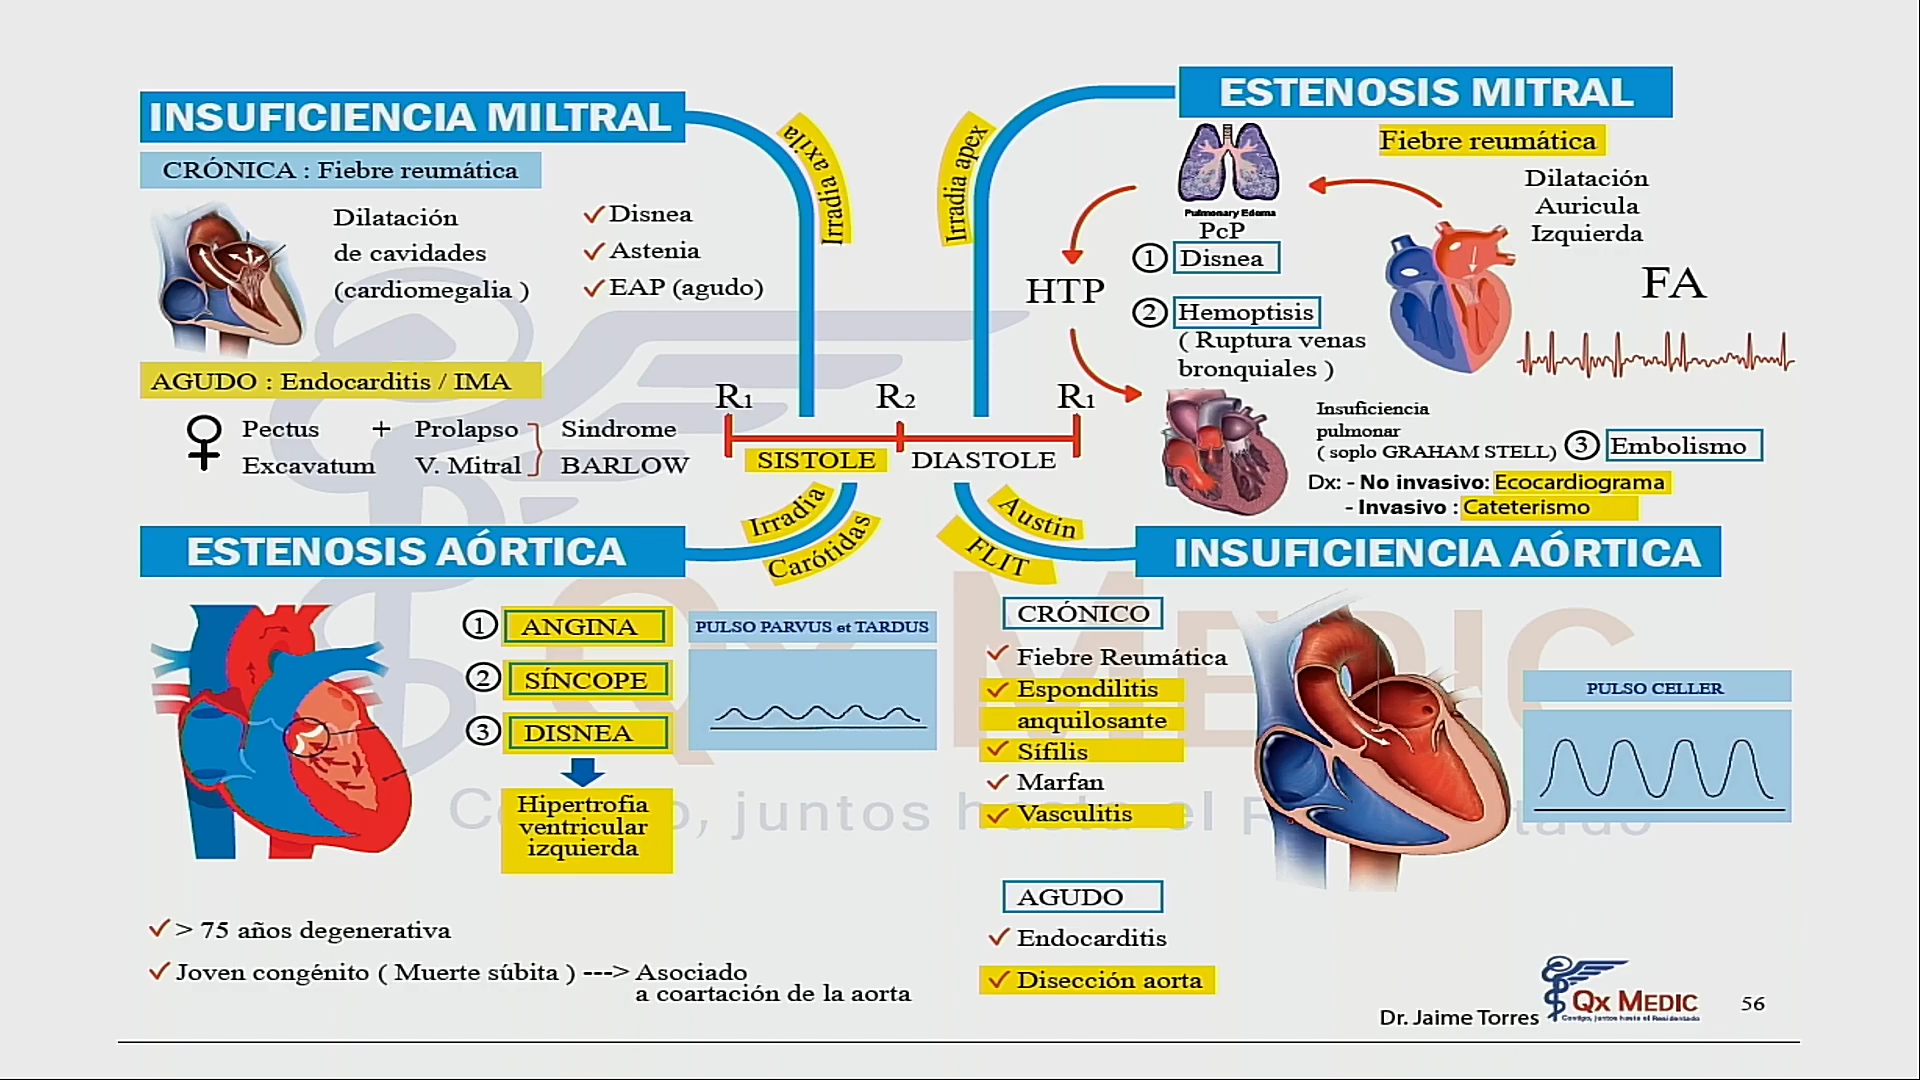 INSUFICIENCIA MILTRAL
CRÓNICA : Fiebre reumática
Dilatación
de cavidades
(cardiomegalia )
Disnea
Astenia
EAP (agudo)
AGUDO : Endocarditis / IMA
Pectus
Excavatum
+
Prolapso
V. Mitral
Sindrome
BARLOW
Irradia axila
Irradia apex
ESTENOSIS MITRAL
Fiebre reumática
Dilatación
Auricula
Izquierda
FA
Pulmonary Edema
PcP
1 Disnea
HTP
2 Hemoptisis
( Ruptura venas
bronquiales )
Insuficiencia
pulmonar
( soplo GRAHAM STELL)
3 Embolismo
Dx: - No invasivo: Ecocardiograma
- Invasivo : Cateterismo
R1
R2
R1
SISTOLE
DIASTOLE
Irradia
Carótidas
Austin
FLIT
ESTENOSIS AÓRTICA
1 ANGINA
2 SÍNCOPE
3 DISNEA
Hipertrofia
ventricular
izquierda
PULSO PARVUS et TARDUS
> 75 años degenerativa
Joven congénito ( Muerte súbita ) ---> Asociado
a coartación de la aorta
INSUFICIENCIA AÓRTICA
CRÓNICO
Fiebre Reumática
Espondilitis
anquilosante
Sífilis
Marfan
Vasculitis
AGUDO
Endocarditis
Disección aorta
PULSO CELLER
Dr. Jaime Torres
QX MEDIC
Contigo, juntos hasta el Residentado
56